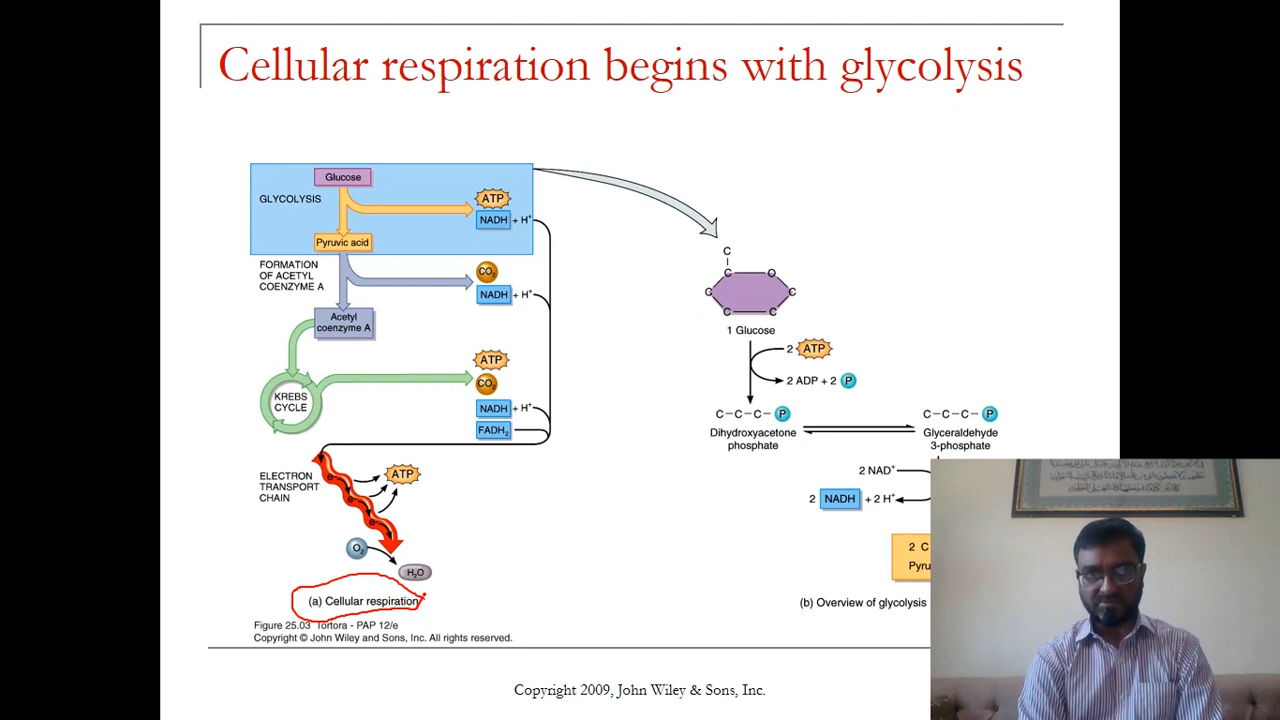 Cellular respiration begins with glycolysis
Glucose
GLYCOLYSIS
ATP
NADH + H⁺
Pyruvic acid
FORMATION
OF ACETYL
COENZYME A
CO₂
NADH + H⁺
Acetyl
coenzyme A
ATP
CO₂
KREBS
CYCLE
NADH + H⁺
FADH₂
ELECTRON
TRANSPORT
CHAIN
e⁻
e⁻
e⁻
ATP
O₂
H₂O
(a) Cellular respiration
Figure 25.03 Tortora - PAP 12/e
Copyright © John Wiley and Sons, Inc. All rights reserved.
C
C
O
C
C
C
C
1 Glucose
2 ATP
2 ADP + 2 P
C–C–C–P
Dihydroxyacetone
phosphate
C–C–C–P
Glyceraldehyde
3-phosphate
2 NAD⁺
2 NADH + 2 H⁺
2 C
Pyru
(b) Overview of glycolysis
Copyright 2009, John Wiley & Sons, Inc.